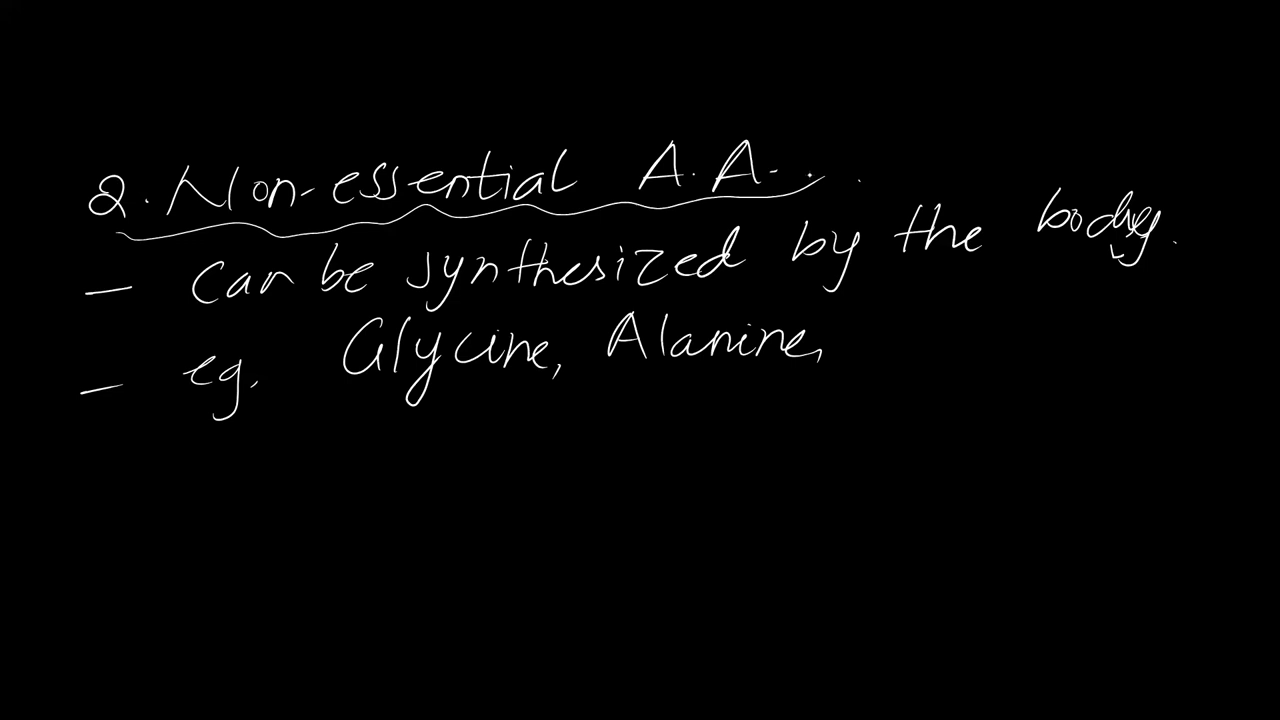 2. Non-essential A.A.
- can be synthesized by the body.
- eg. Glycine, Alanine,